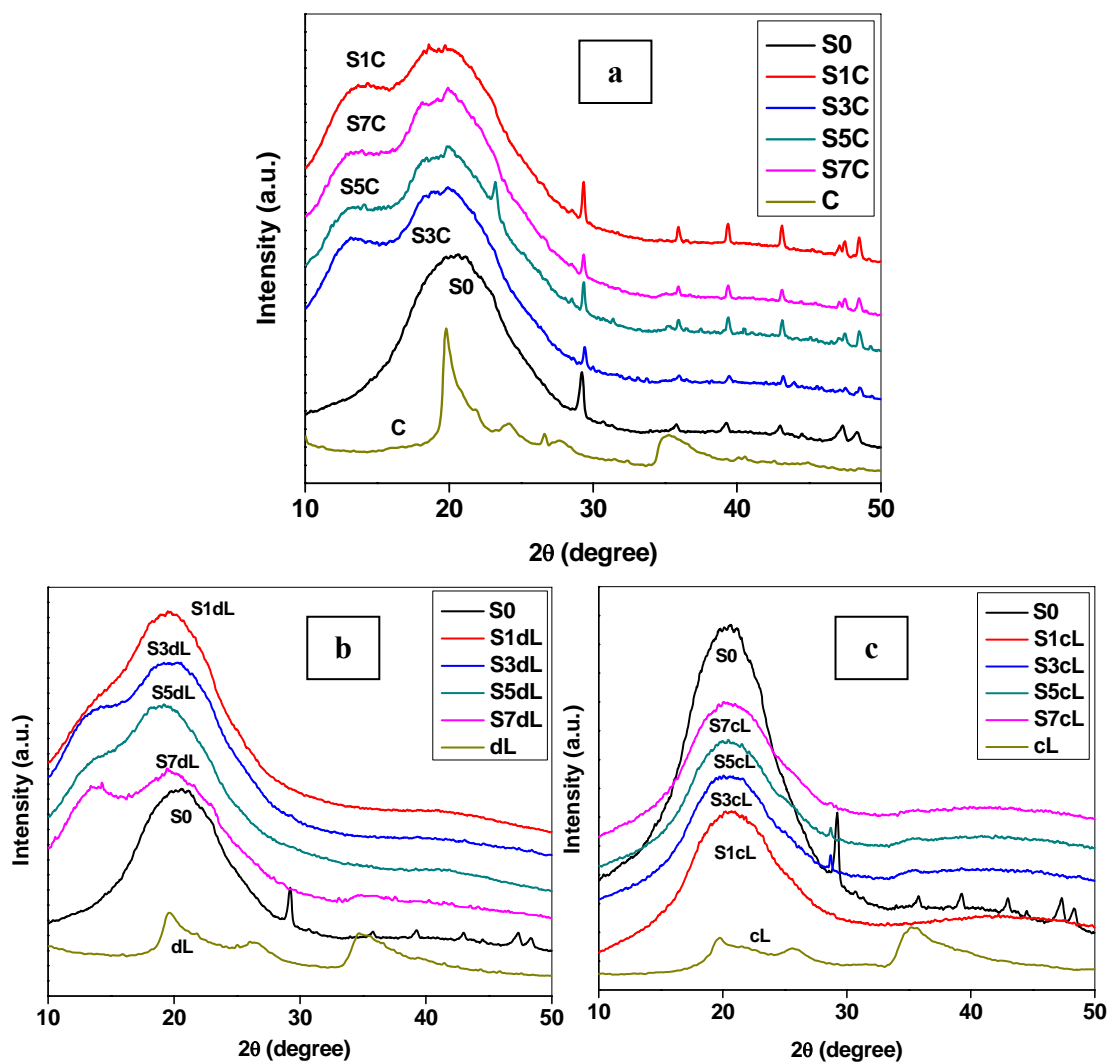 a
S1C
S7C
S5C
S3C
S0
C
S0
S1C
S3C
S5C
S7C
C
Intensity (a.u.)
10 20 30 40 50
2θ (degree)
b
S1dL
S3dL
S5dL
S7dL
S0
dL
S0
S1dL
S3dL
S5dL
S7dL
dL
Intensity (a.u.)
10 20 30 40 50
2θ (degree)
c
S0
S7cL
S5cL
S3cL
S1cL
cL
S0
S1cL
S3cL
S5cL
S7cL
cL
Intensity (a.u.)
10 20 30 40 50
2θ (degree)